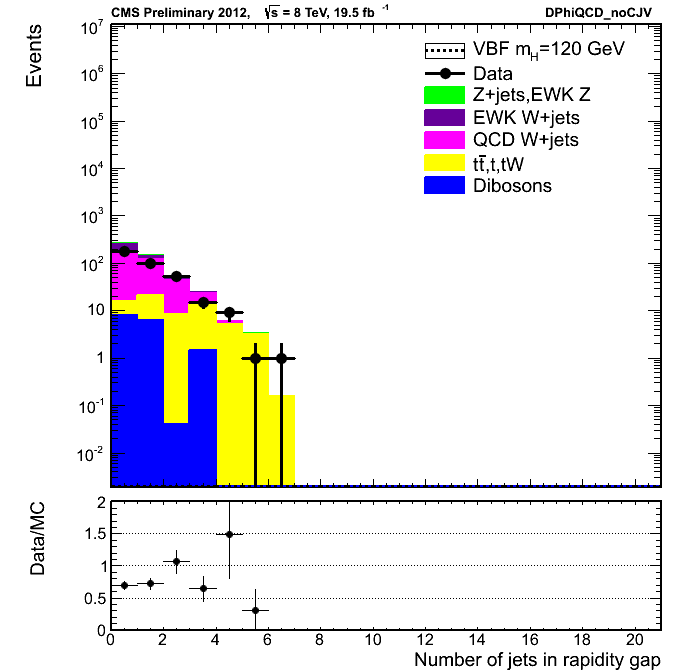 CMS Preliminary 2012, √s = 8 TeV, 19.5 fb⁻¹ DPhiQCD_noCJV
Events
10⁷
10⁶
10⁵
10⁴
10³
10²
10
1
10⁻¹
10⁻²
VBF m_H=120 GeV
Data
Z+jets,EWK Z
EWK W+jets
QCD W+jets
tt̅,t,tW
Dibosons
Data/MC
2
1.5
1
0.5
0
0 2 4 6 8 10 12 14 16 18 20
Number of jets in rapidity gap